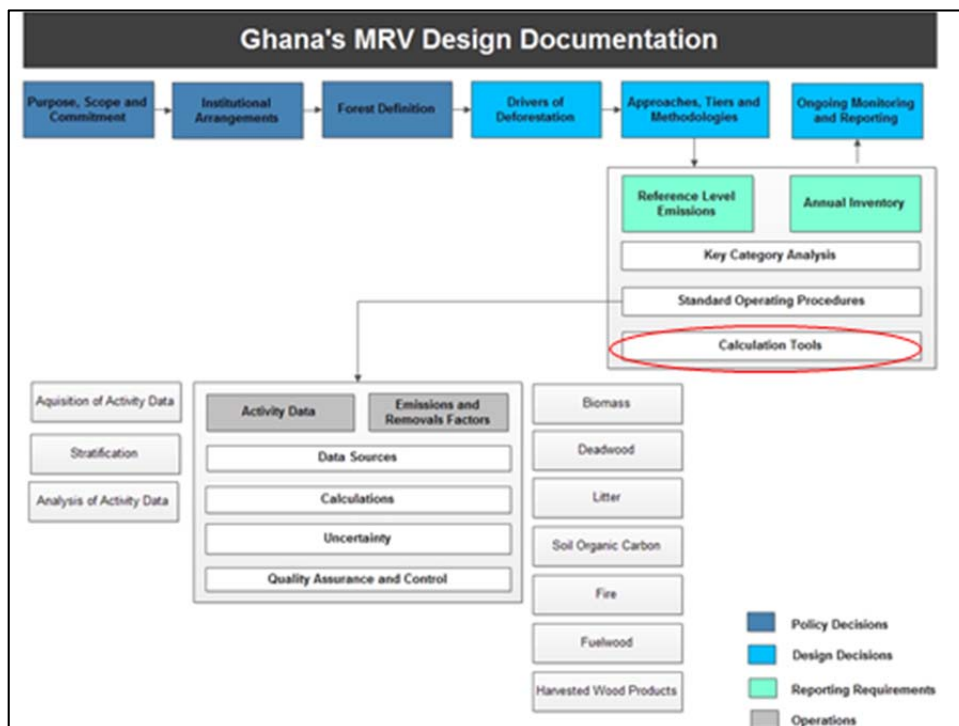 Ghana's MRV Design Documentation
Purpose, Scope and
Commitment
Institutional
Arrangements
Forest Definition
Drivers of
Deforestation
Approaches, Tiers and
Methodologies
Ongoing Monitoring
and Reporting
Reference Level
Emissions
Annual Inventory
Key Category Analysis
Standard Operating Procedures
Calculation Tools
Aquisition of Activity Data
Stratification
Analysis of Activity Data
Activity Data
Emissions and
Removals Factors
Data Sources
Calculations
Uncertainty
Quality Assurance and Control
Biomass
Deadwood
Litter
Soil Organic Carbon
Fire
Fuelwood
Harvested Wood Products
Policy Decisions
Design Decisions
Reporting Requirements
Operations